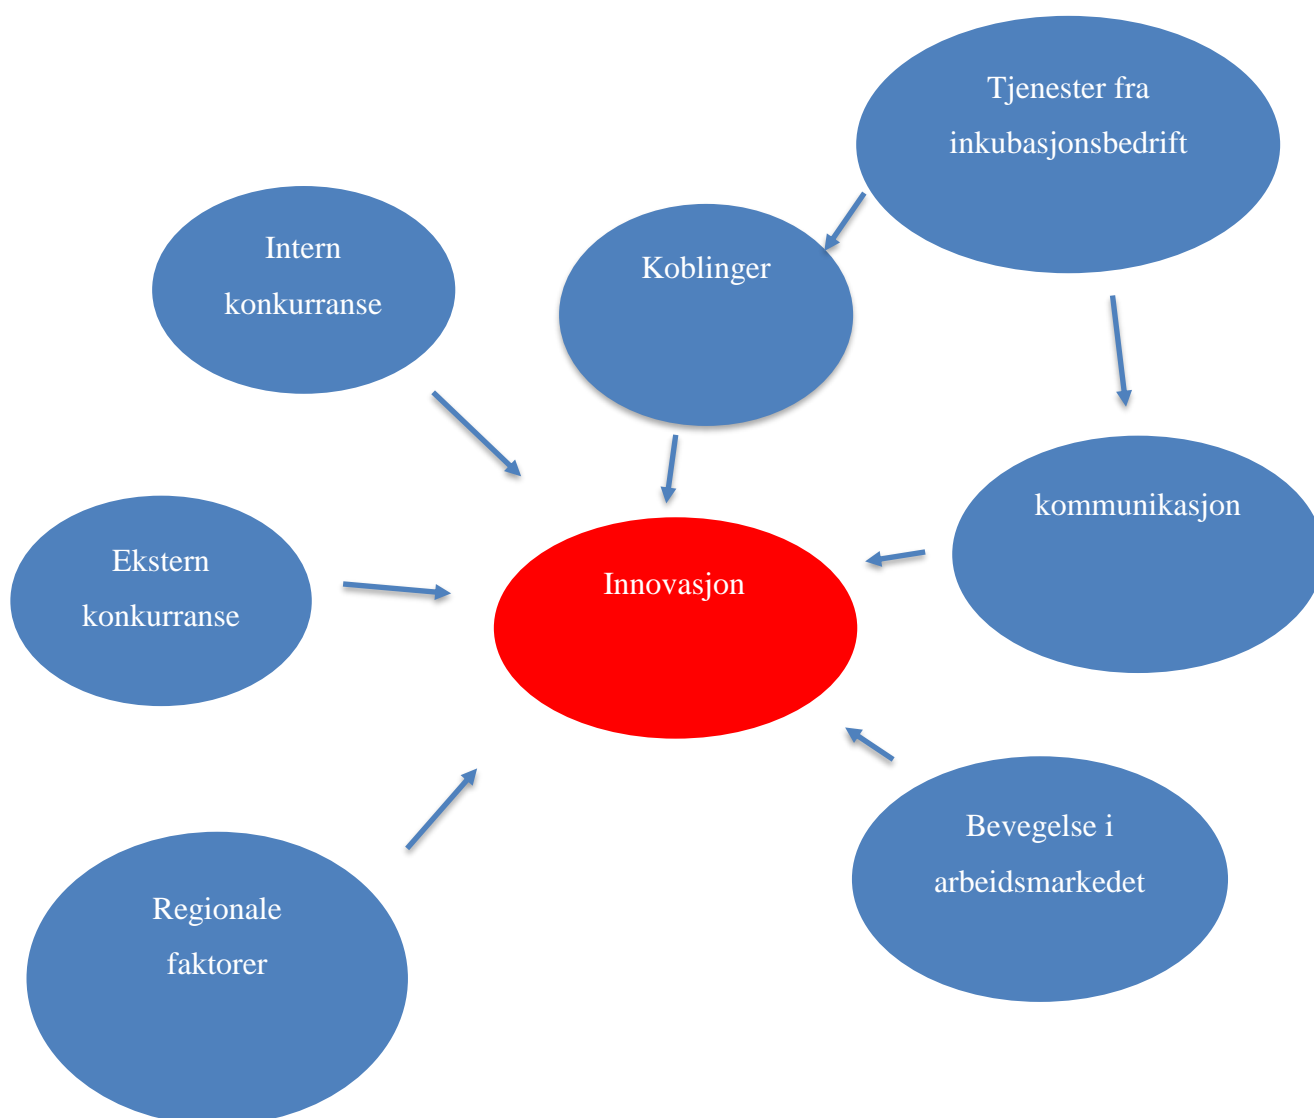 Tjenester fra
inkubasjonsbedrift
Intern
konkurranse
Koblinger
kommunikasjon
Ekstern
konkurranse
Innovasjon
Bevegelse i
arbeidsmarkedet
Regionale
faktorer